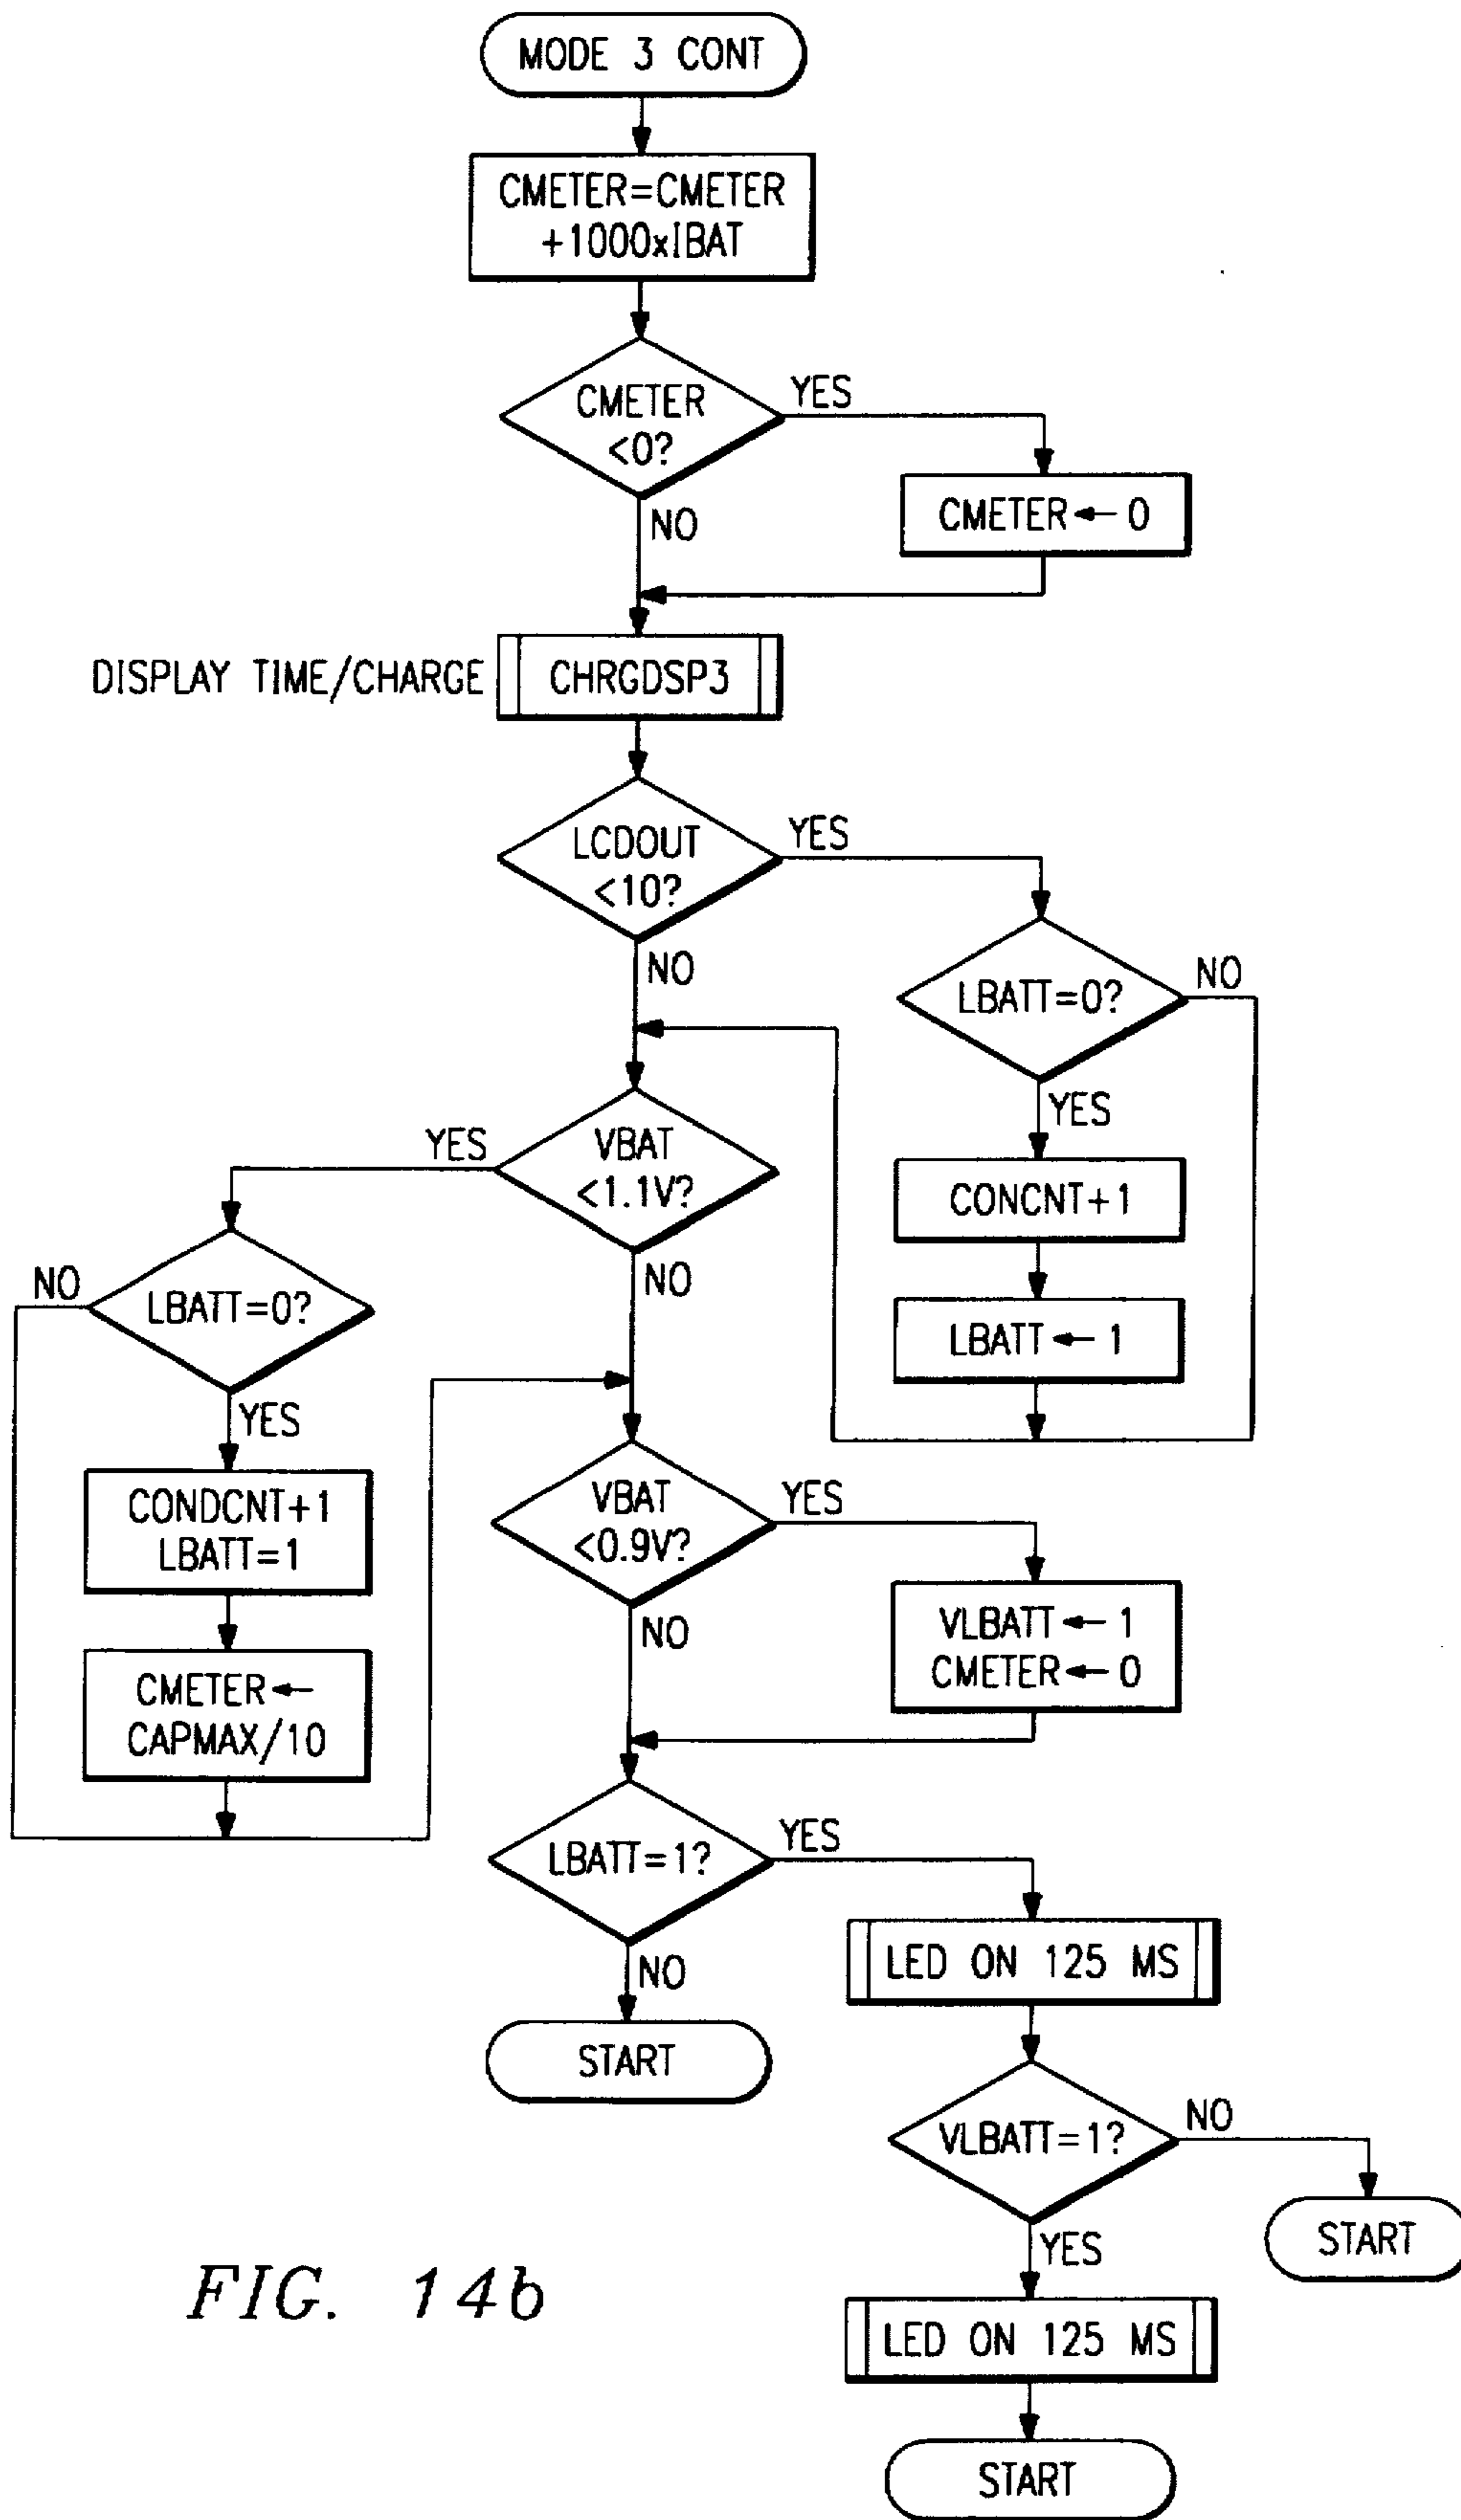 MODE 3 CONT
CMETER=CMETER
+1000xIBAT
CMETER
<0?
YES
NO
CMETER←0
DISPLAY TIME/CHARGE
CHRGDSP3
LCDOUT
<10?
YES
NO
LBATT=0?
NO
YES
CONCNT+1
LBATT←1
VBAT
<1.1V?
YES
NO
LBATT=0?
NO
YES
CONDCNT+1
LBATT=1
CMETER←
CAPMAX/10
VBAT
<0.9V?
YES
NO
VLBATT←1
CMETER←0
LBATT=1?
YES
NO
START
LED ON 125 MS
VLBATT=1?
NO
START
YES
LED ON 125 MS
START
FIG. 14b